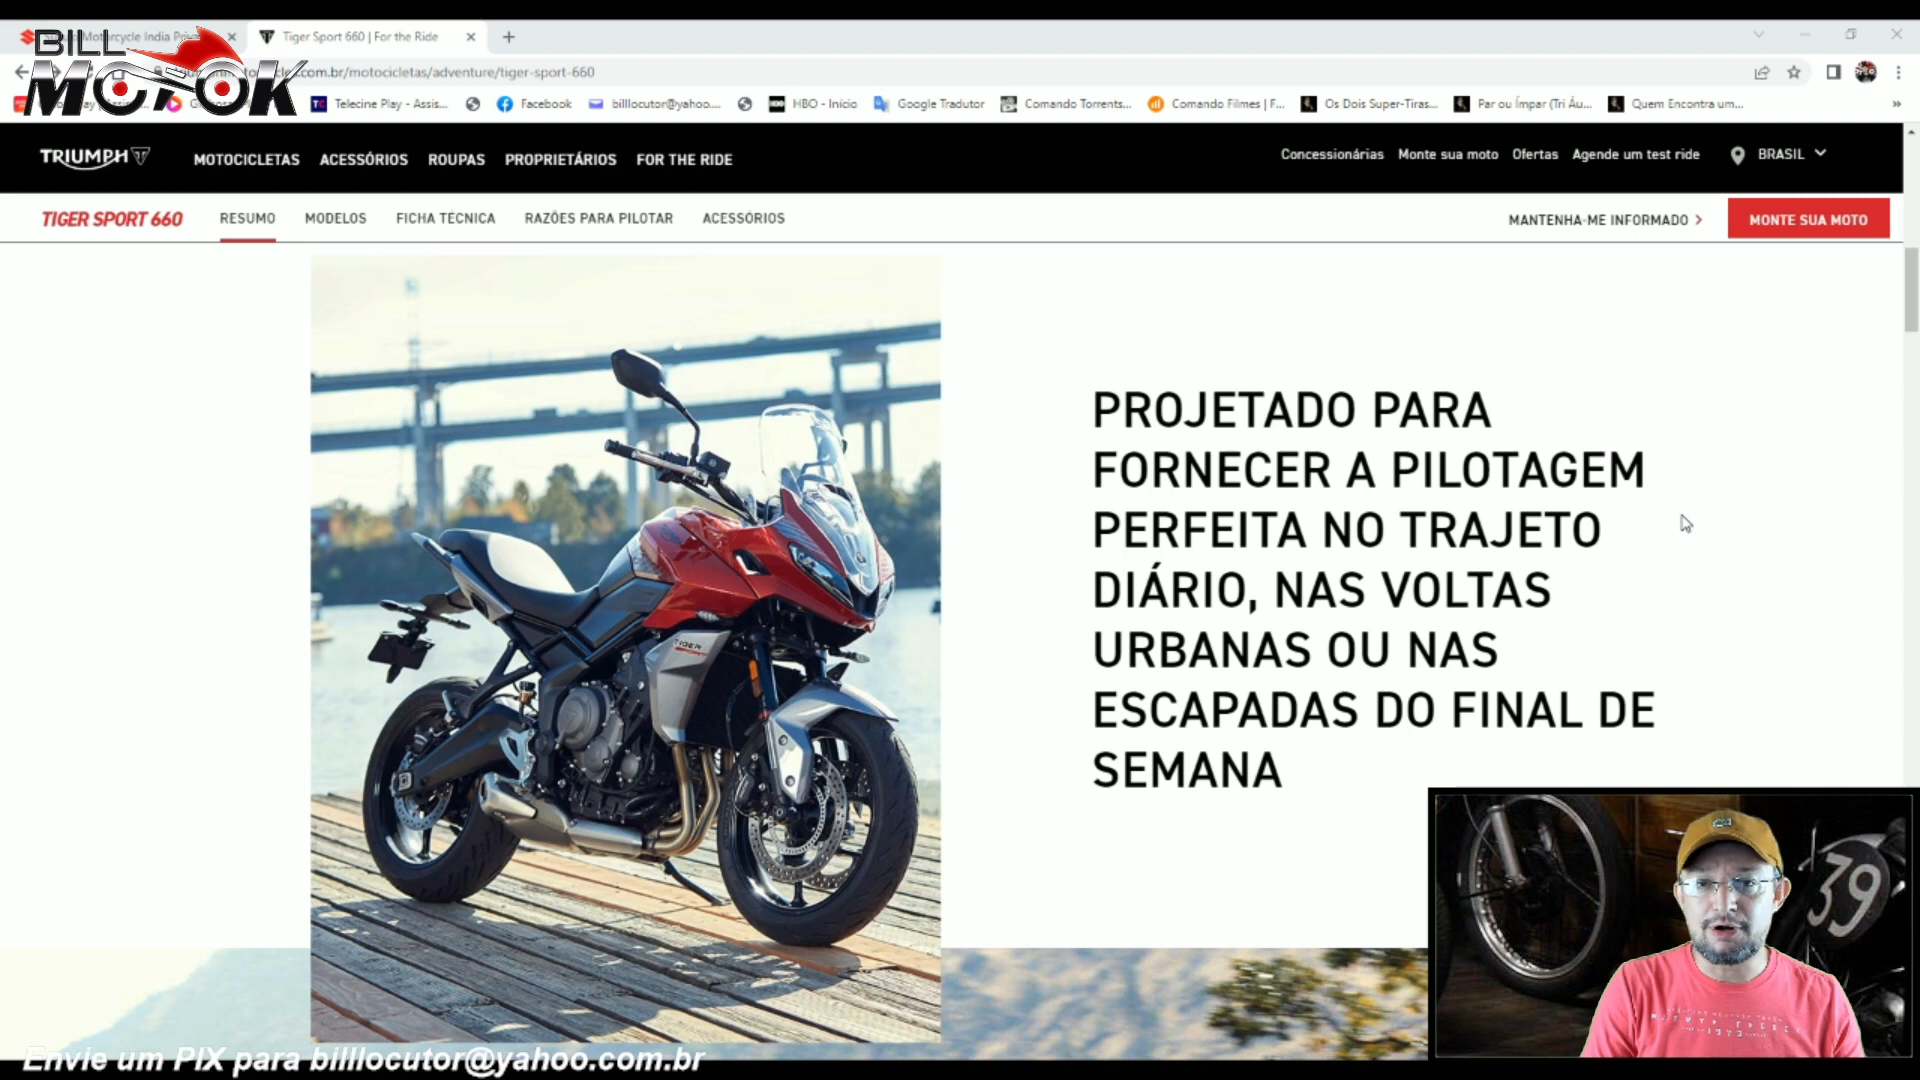 BILL
MOTOK
Motorcycle India Priv
Tiger Sport 660 | For the Ride
.com.br/motocicletas/adventure/tiger-sport-660
Telecine Play - Assis...
Facebook
billlocutor@yahoo....
HBO - Início
Google Tradutor
Comando Torrents...
Comando Filmes | F...
Os Dois Super-Tiras...
Par ou Ímpar (Tri Áu...
Quem Encontra um...
TRIUMPH
MOTOCICLETAS
ACESSÓRIOS
ROUPAS
PROPRIETÁRIOS
FOR THE RIDE
Concessionárias
Monte sua moto
Ofertas
Agende um test ride
BRASIL
TIGER SPORT 660
RESUMO
MODELOS
FICHA TÉCNICA
RAZÕES PARA PILOTAR
ACESSÓRIOS
MANTENHA-ME INFORMADO
MONTE SUA MOTO
PROJETADO PARA
FORNECER A PILOTAGEM
PERFEITA NO TRAJETO
DIÁRIO, NAS VOLTAS
URBANAS OU NAS
ESCAPADAS DO FINAL DE
SEMANA
TIGER
SPORT
39
Envie um PIX para billlocutor@yahoo.com.br